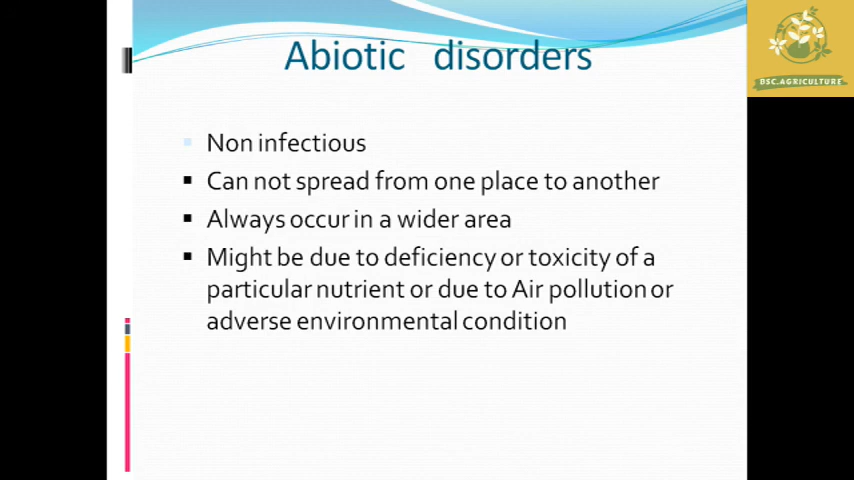 Abiotic disorders
BSC.AGRICULTURE
Non infectious
Can not spread from one place to another
Always occur in a wider area
Might be due to deficiency or toxicity of a
particular nutrient or due to Air pollution or
adverse environmental condition